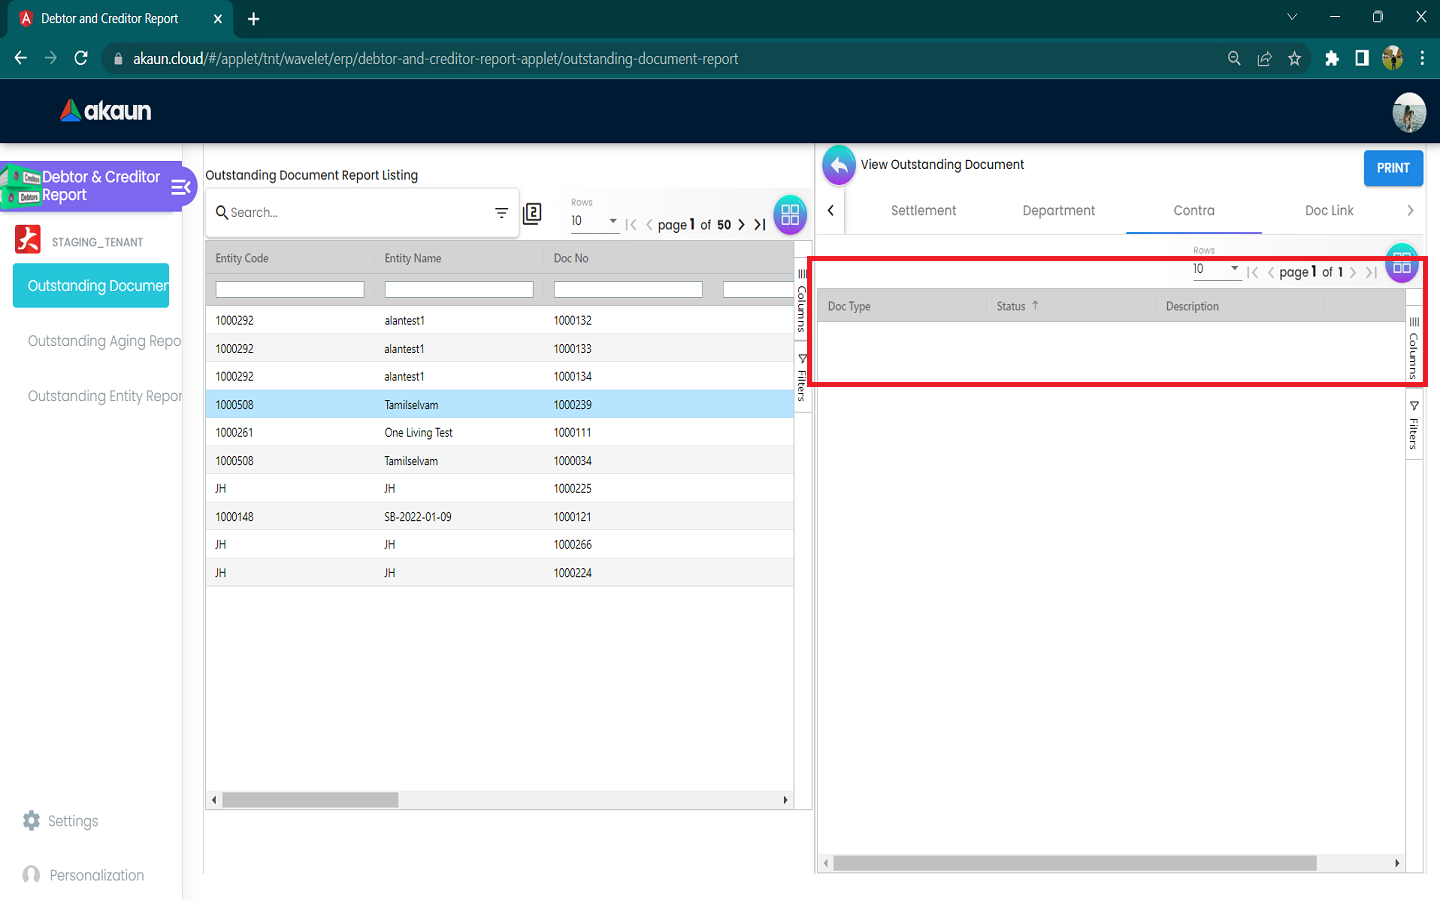 Debtor and Creditor Report
akaun.cloud/#/applet/tnt/wavelet/erp/debtor-and-creditor-report-applet/outstanding-document-report
akaun
Creditors
Debtors
Debtor & Creditor
Report
STAGING_TENANT
Outstanding Documen
Outstanding Aging Repo
Outstanding Entity Repor
Settings
Personalization
Outstanding Document Report Listing
Search...
2
Rows
10
page 1 of 50
Entity Code Entity Name Doc No
1000292 alantest1 1000132
1000292 alantest1 1000133
1000292 alantest1 1000134
1000508 Tamilselvam 1000239
1000261 One Living Test 1000111
1000508 Tamilselvam 1000034
JH JH 1000225
1000148 SB-2022-01-09 1000121
JH JH 1000266
JH JH 1000224
Columns
Filters
View Outstanding Document
PRINT
Settlement Department Contra Doc Link
Rows
10
page 1 of 1
Doc Type Status Description
Columns
Filters